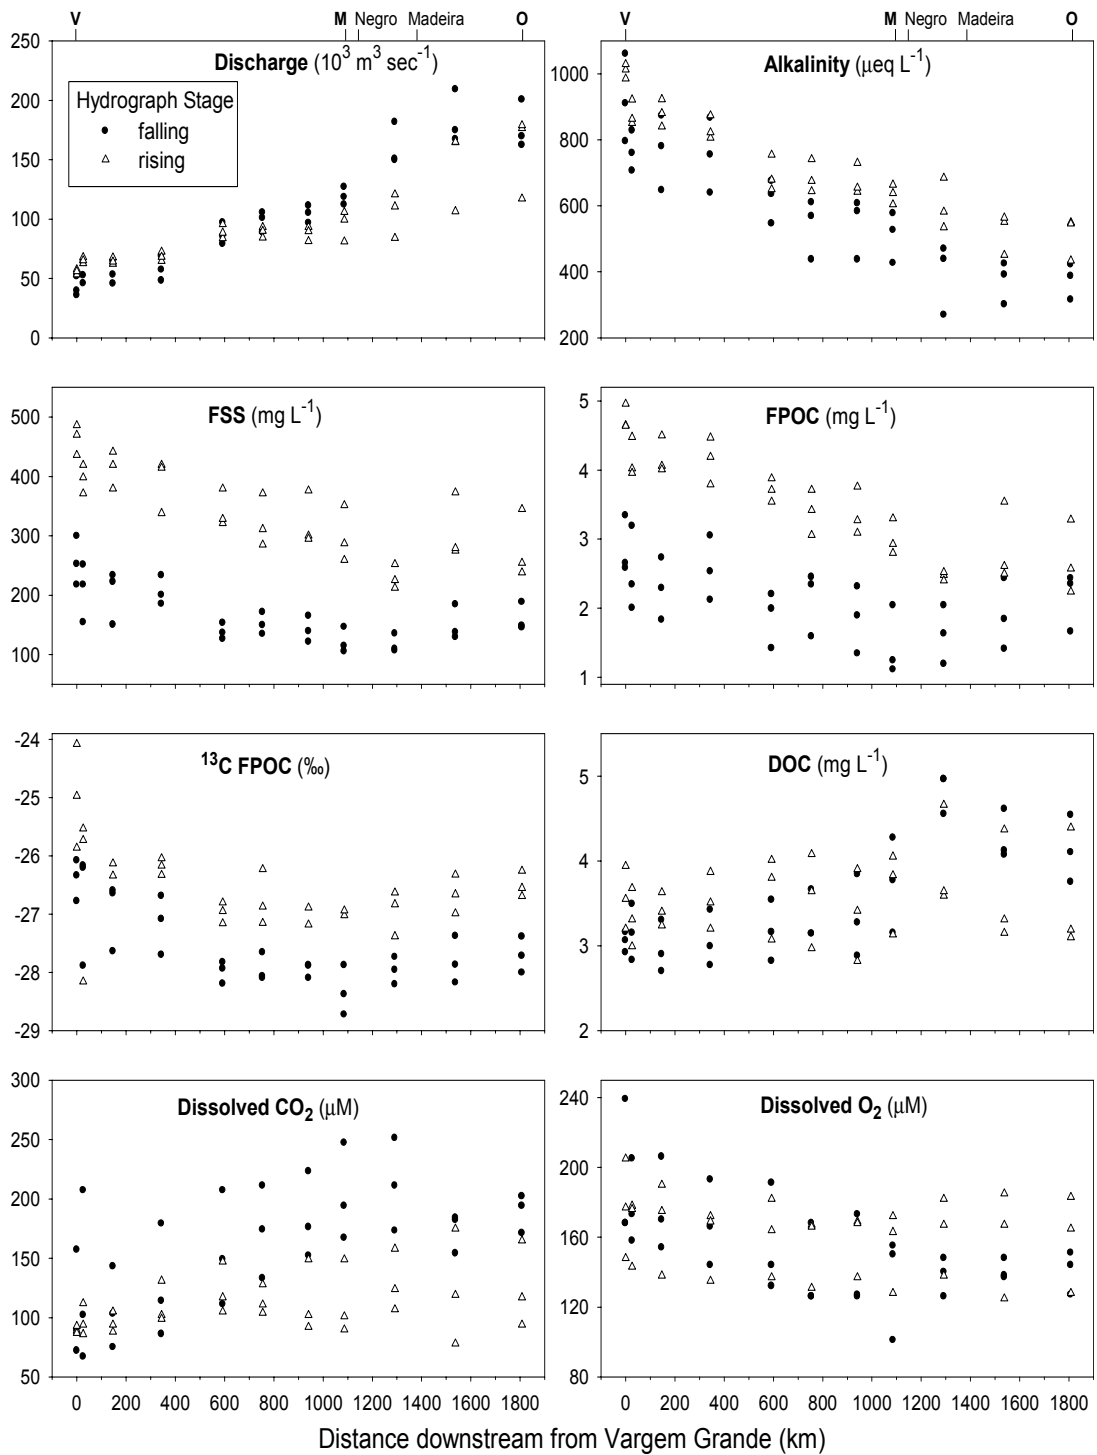 V M Negro Madeira O
V M Negro Madeira O
Discharge (10³ m³ sec⁻¹)
Hydrograph Stage
falling
rising
250
200
150
100
50
0
Alkalinity (μeq L⁻¹)
1000
800
600
400
200
FSS (mg L⁻¹)
500
400
300
200
100
FPOC (mg L⁻¹)
5
4
3
2
1
¹³C FPOC (‰)
-24
-25
-26
-27
-28
-29
DOC (mg L⁻¹)
5
4
3
2
Dissolved CO₂ (μM)
300
250
200
150
100
50
Dissolved O₂ (μM)
240
200
160
120
80
0 200 400 600 800 1000 1200 1400 1600 1800
0 200 400 600 800 1000 1200 1400 1600 1800
Distance downstream from Vargem Grande (km)